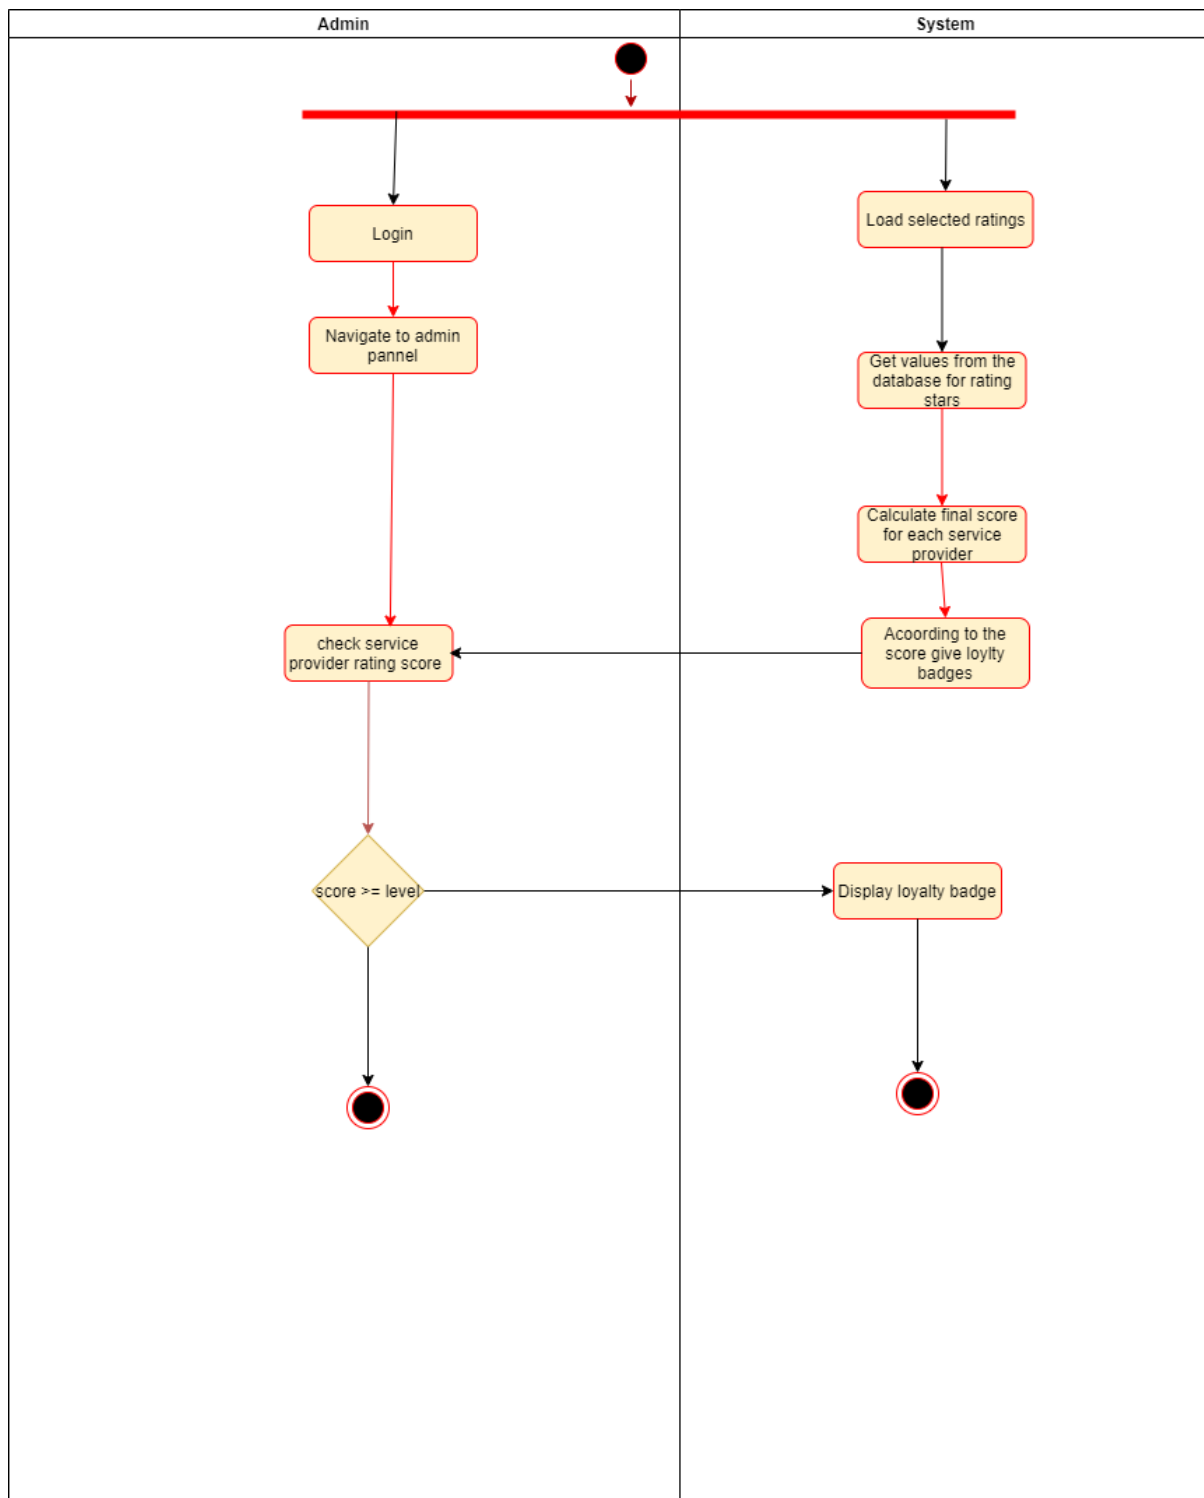 Admin
System
Login
Load selected ratings
Navigate to admin
pannel
Get values from the
database for rating
stars
Calculate final score
for each service
provider
check service
provider rating score
Acoording to the
score give loylty
badges
score >= level
Display loyalty badge